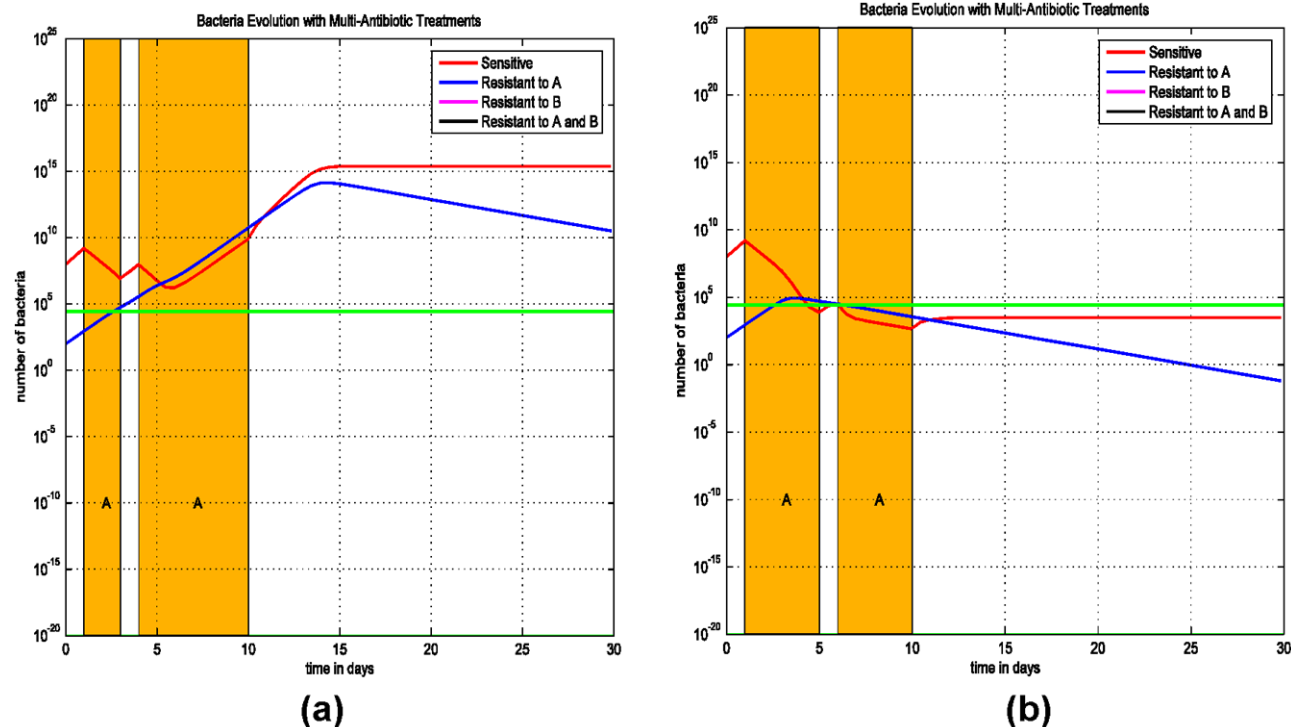 Bacteria Evolution with Multi-Antibiotic Treatments
10^25
10^20
10^15
10^10
10^5
10^0
10^-5
10^-10
10^-15
10^-20
number of bacteria
Sensitive
Resistant to A
Resistant to B
Resistant to A and B
A A
0 5 10 15 20 25 30
time in days
(a)
Bacteria Evolution with Multi-Antibiotic Treatments
10^25
10^20
10^15
10^10
10^5
10^0
10^-5
10^-10
10^-15
10^-20
number of bacteria
Sensitive
Resistant to A
Resistant to B
Resistant to A and B
A A
0 5 10 15 20 25 30
time in days
(b)